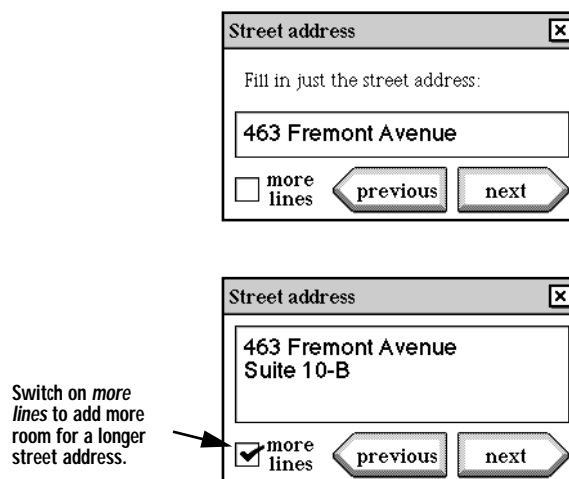 Street address
Fill in just the street address:
463 Fremont Avenue
more
lines
previous
next
Street address
463 Fremont Avenue
Suite 10-B
Switch on more
lines to add more
room for a longer
street address.
more
lines
previous
next